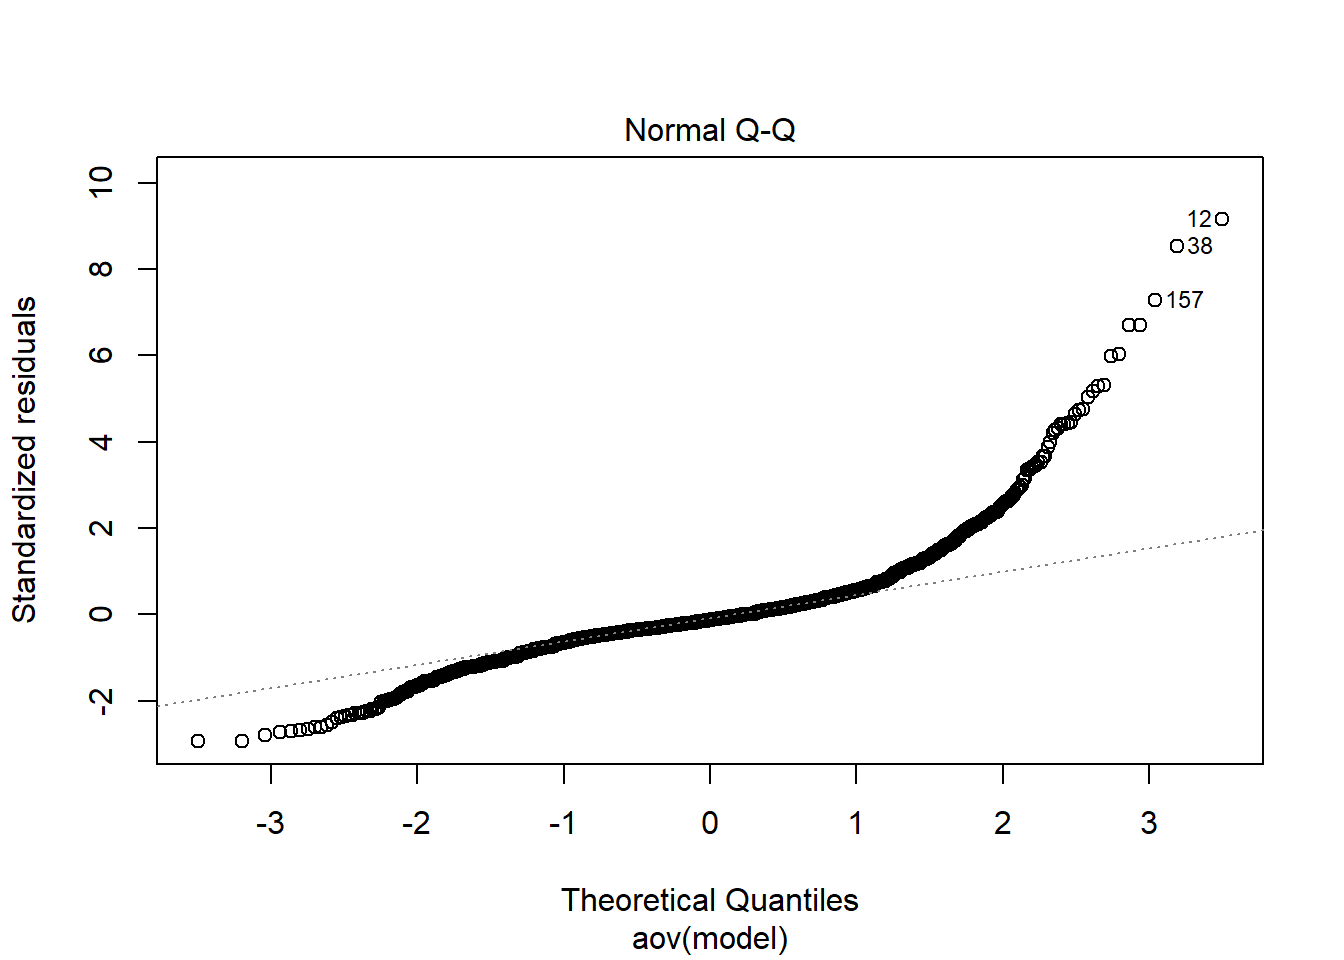 Normal Q-Q
Standardized residuals
10
8
6
4
2
0
-2
12
38
157
-3 -2 -1 0 1 2 3
Theoretical Quantiles
aov(model)